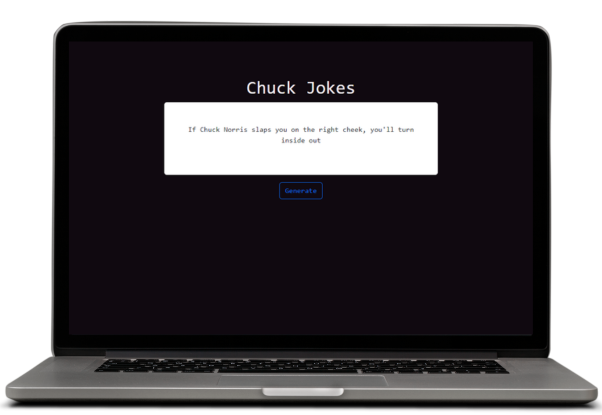 Chuck Jokes
If Chuck Norris slaps you on the right cheek, you'll turn
inside out
Generate